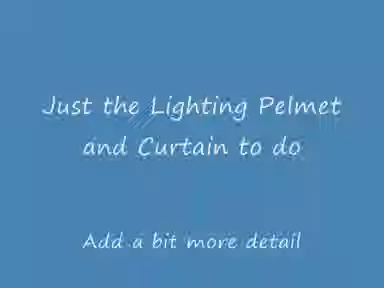 Just the Lighting Pelmet
and Curtain to do
Add a bit more detail